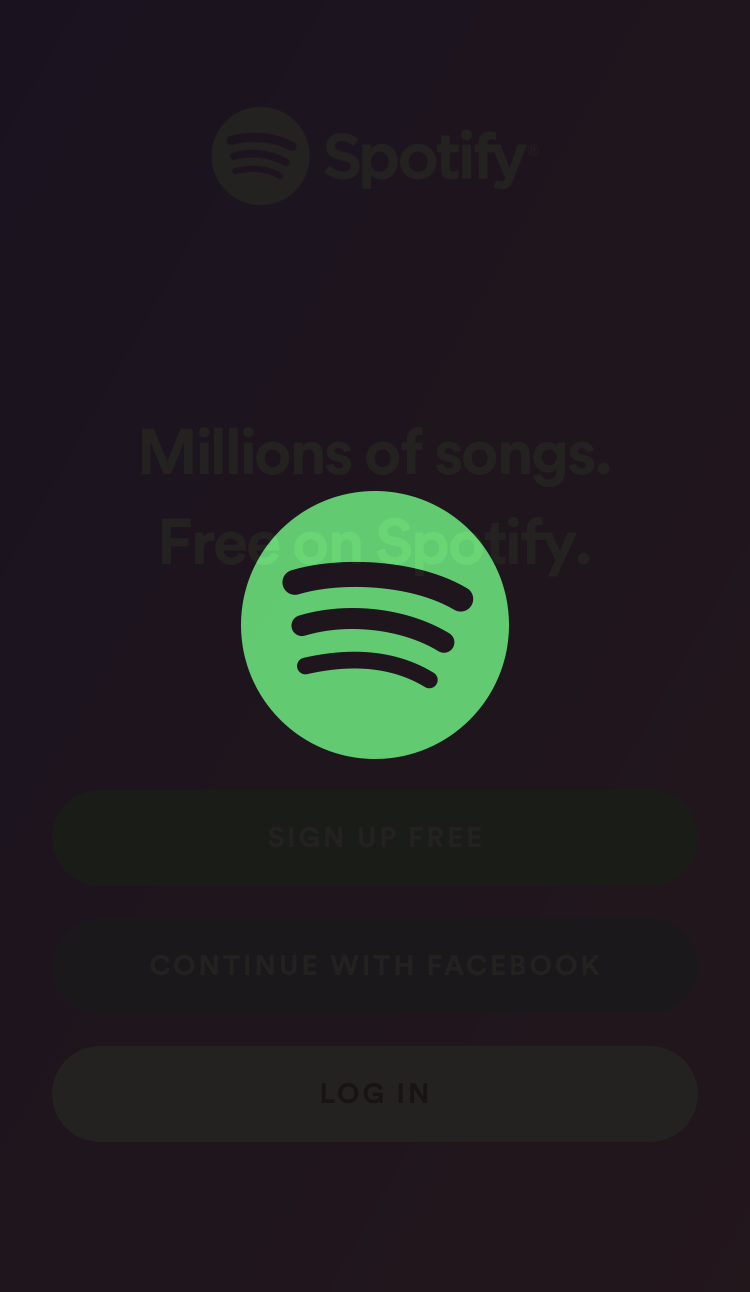 Spotify®
Millions of songs.
Free on Spotify.
SIGN UP FREE
CONTINUE WITH FACEBOOK
LOG IN